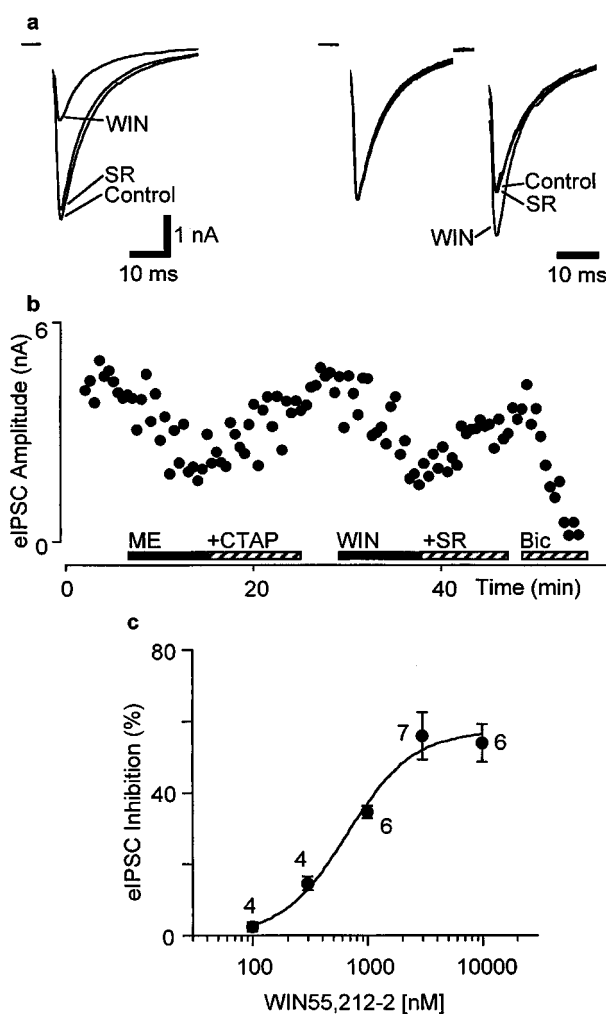 a
WIN
SR
Control
1 nA
10 ms
Control
SR
WIN
10 ms
b
6
eIPSC Amplitude (nA)
0
ME
+CTAP
WIN
+SR
Bic
0
20
40
Time (min)
c
80
7
6
eIPSC Inhibition (%)
40
6
4
4
0
100
1000
10000
WIN55,212-2 [nM]